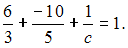 6/3 + -10/5 + 1/c = 1.